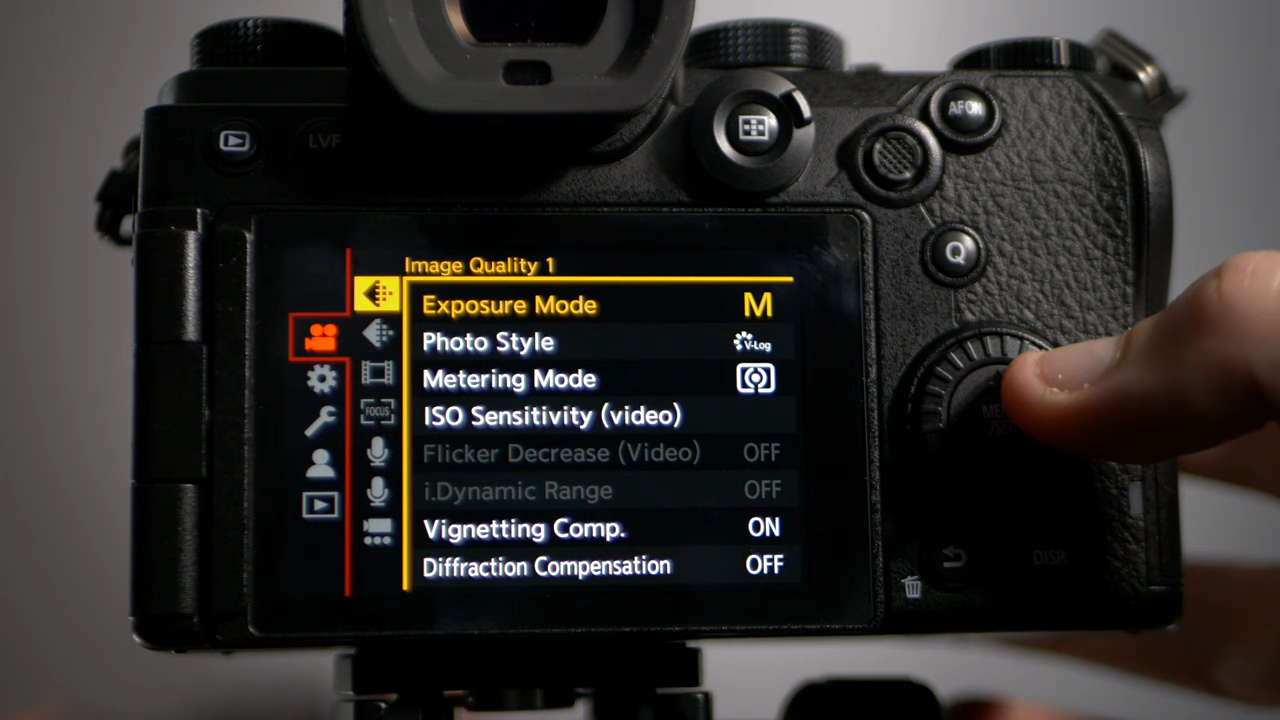 LVF
AF ON
Q
Image Quality 1
Exposure Mode M
Photo Style V-Log
Metering Mode
ISO Sensitivity (video)
FOCUS
Flicker Decrease (Video) OFF
i.Dynamic Range OFF
Vignetting Comp. ON
Diffraction Compensation OFF
DISP.